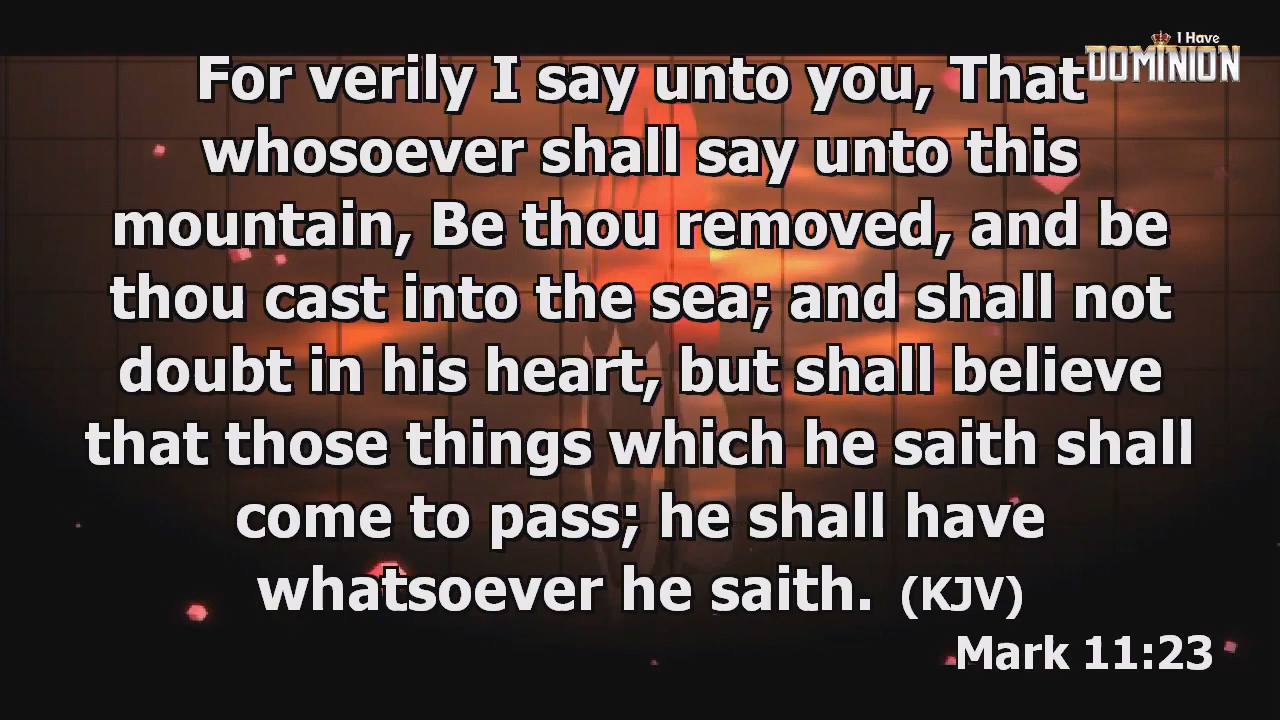 I Have
DOMINION
For verily I say unto you, That
whosoever shall say unto this
mountain, Be thou removed, and be
thou cast into the sea; and shall not
doubt in his heart, but shall believe
that those things which he saith shall
come to pass; he shall have
whatsoever he saith. (KJV)
Mark 11:23